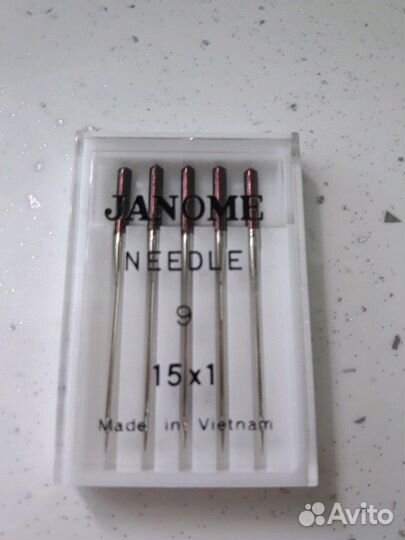 JANOME
NEEDLE
9
15x1
Made in Vietnam
Avito